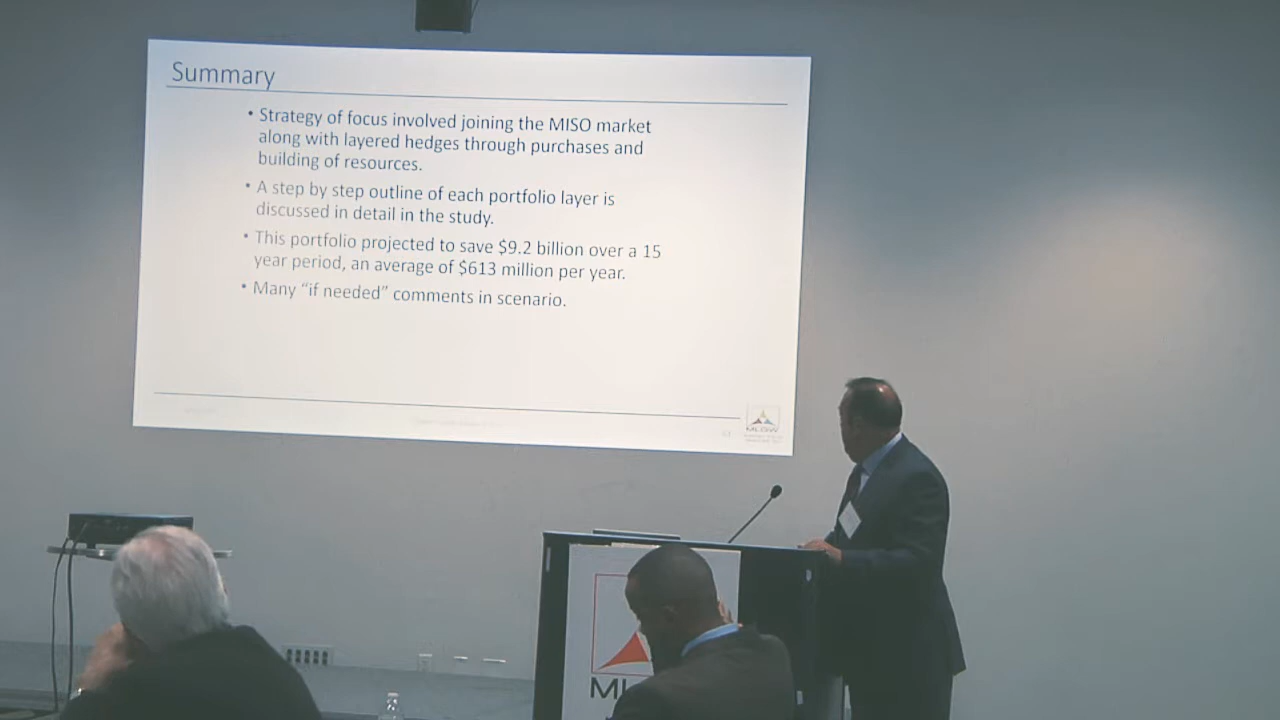 Summary
• Strategy of focus involved joining the MISO market
along with layered hedges through purchases and
building of resources.
• A step by step outline of each portfolio layer is
discussed in detail in the study.
• This portfolio projected to save $9.2 billion over a 15
year period, an average of $613 million per year.
• Many "if needed" comments in scenario.
MLGW